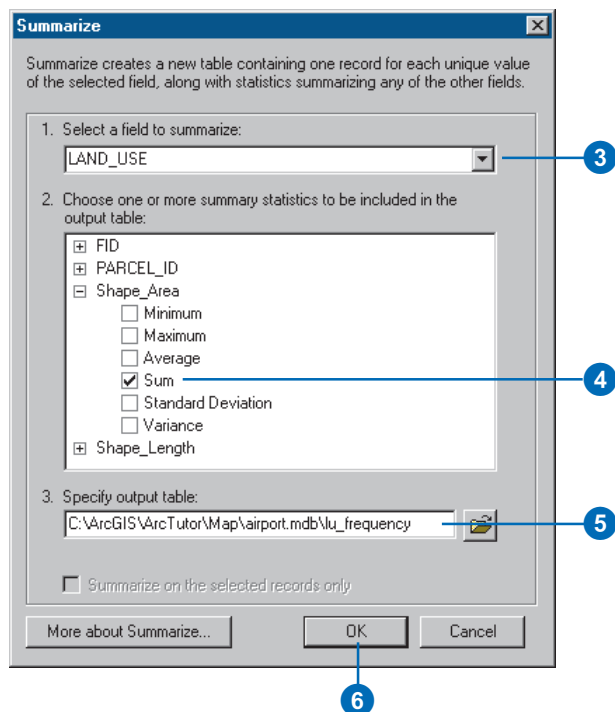 Summarize
Summarize creates a new table containing one record for each unique value
of the selected field, along with statistics summarizing any of the other fields.
1. Select a field to summarize:
LAND_USE
3
2. Choose one or more summary statistics to be included in the
output table:
FID
PARCEL_ID
Shape_Area
Minimum
Maximum
Average
Sum
4
Standard Deviation
Variance
Shape_Length
3. Specify output table:
C:\ArcGIS\ArcTutor\Map\airport.mdb\lu_frequency
5
Summarize on the selected records only
More about Summarize...
OK
Cancel
6